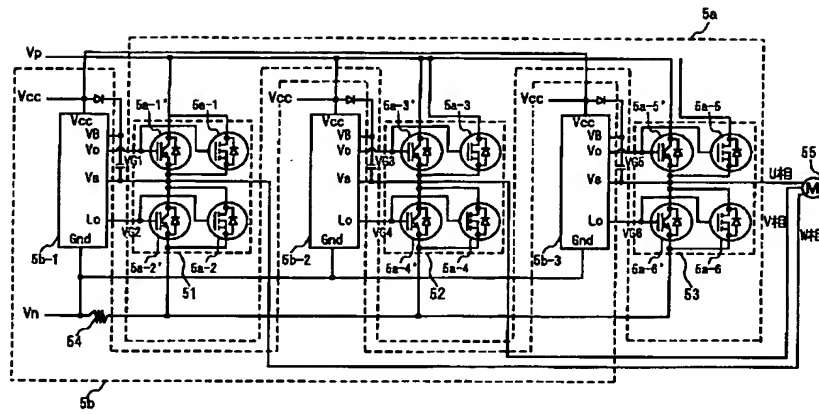 5a
Vp
Vcc
Vcc
VB
Vo
Vs
Lo
Gnd
5b-1
VG1
VG2
5a-1'
5a-1
5a-2'
5a-2
51
Vcc
Vcc
VB
Vo
Vs
Lo
Gnd
5b-2
VG3
VG4
5a-3'
5a-3
5a-4'
5a-4
52
Vcc
Vcc
VB
Vo
Vs
Lo
Gnd
5b-3
VG5
VG6
5a-5'
5a-5
5a-6'
5a-6
53
55
M
U相
V相
W相
Vn
54
5b